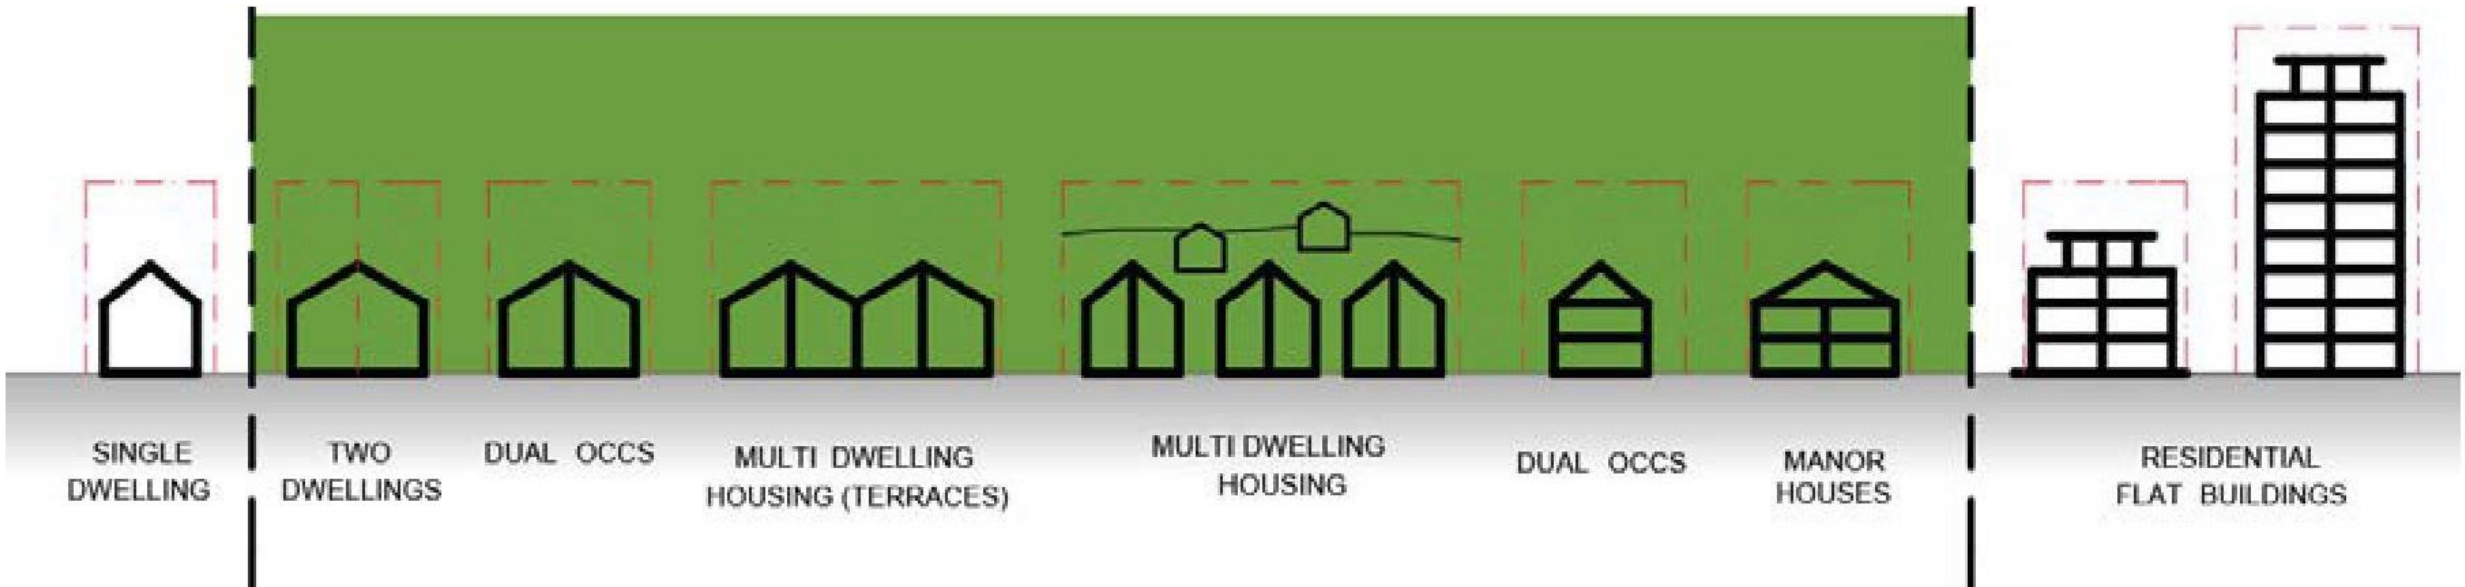 SINGLE
DWELLING
TWO
DWELLINGS
DUAL OCCS
MULTI DWELLING
HOUSING (TERRACES)
MULTI DWELLING
HOUSING
DUAL OCCS
MANOR
HOUSES
RESIDENTIAL
FLAT BUILDINGS